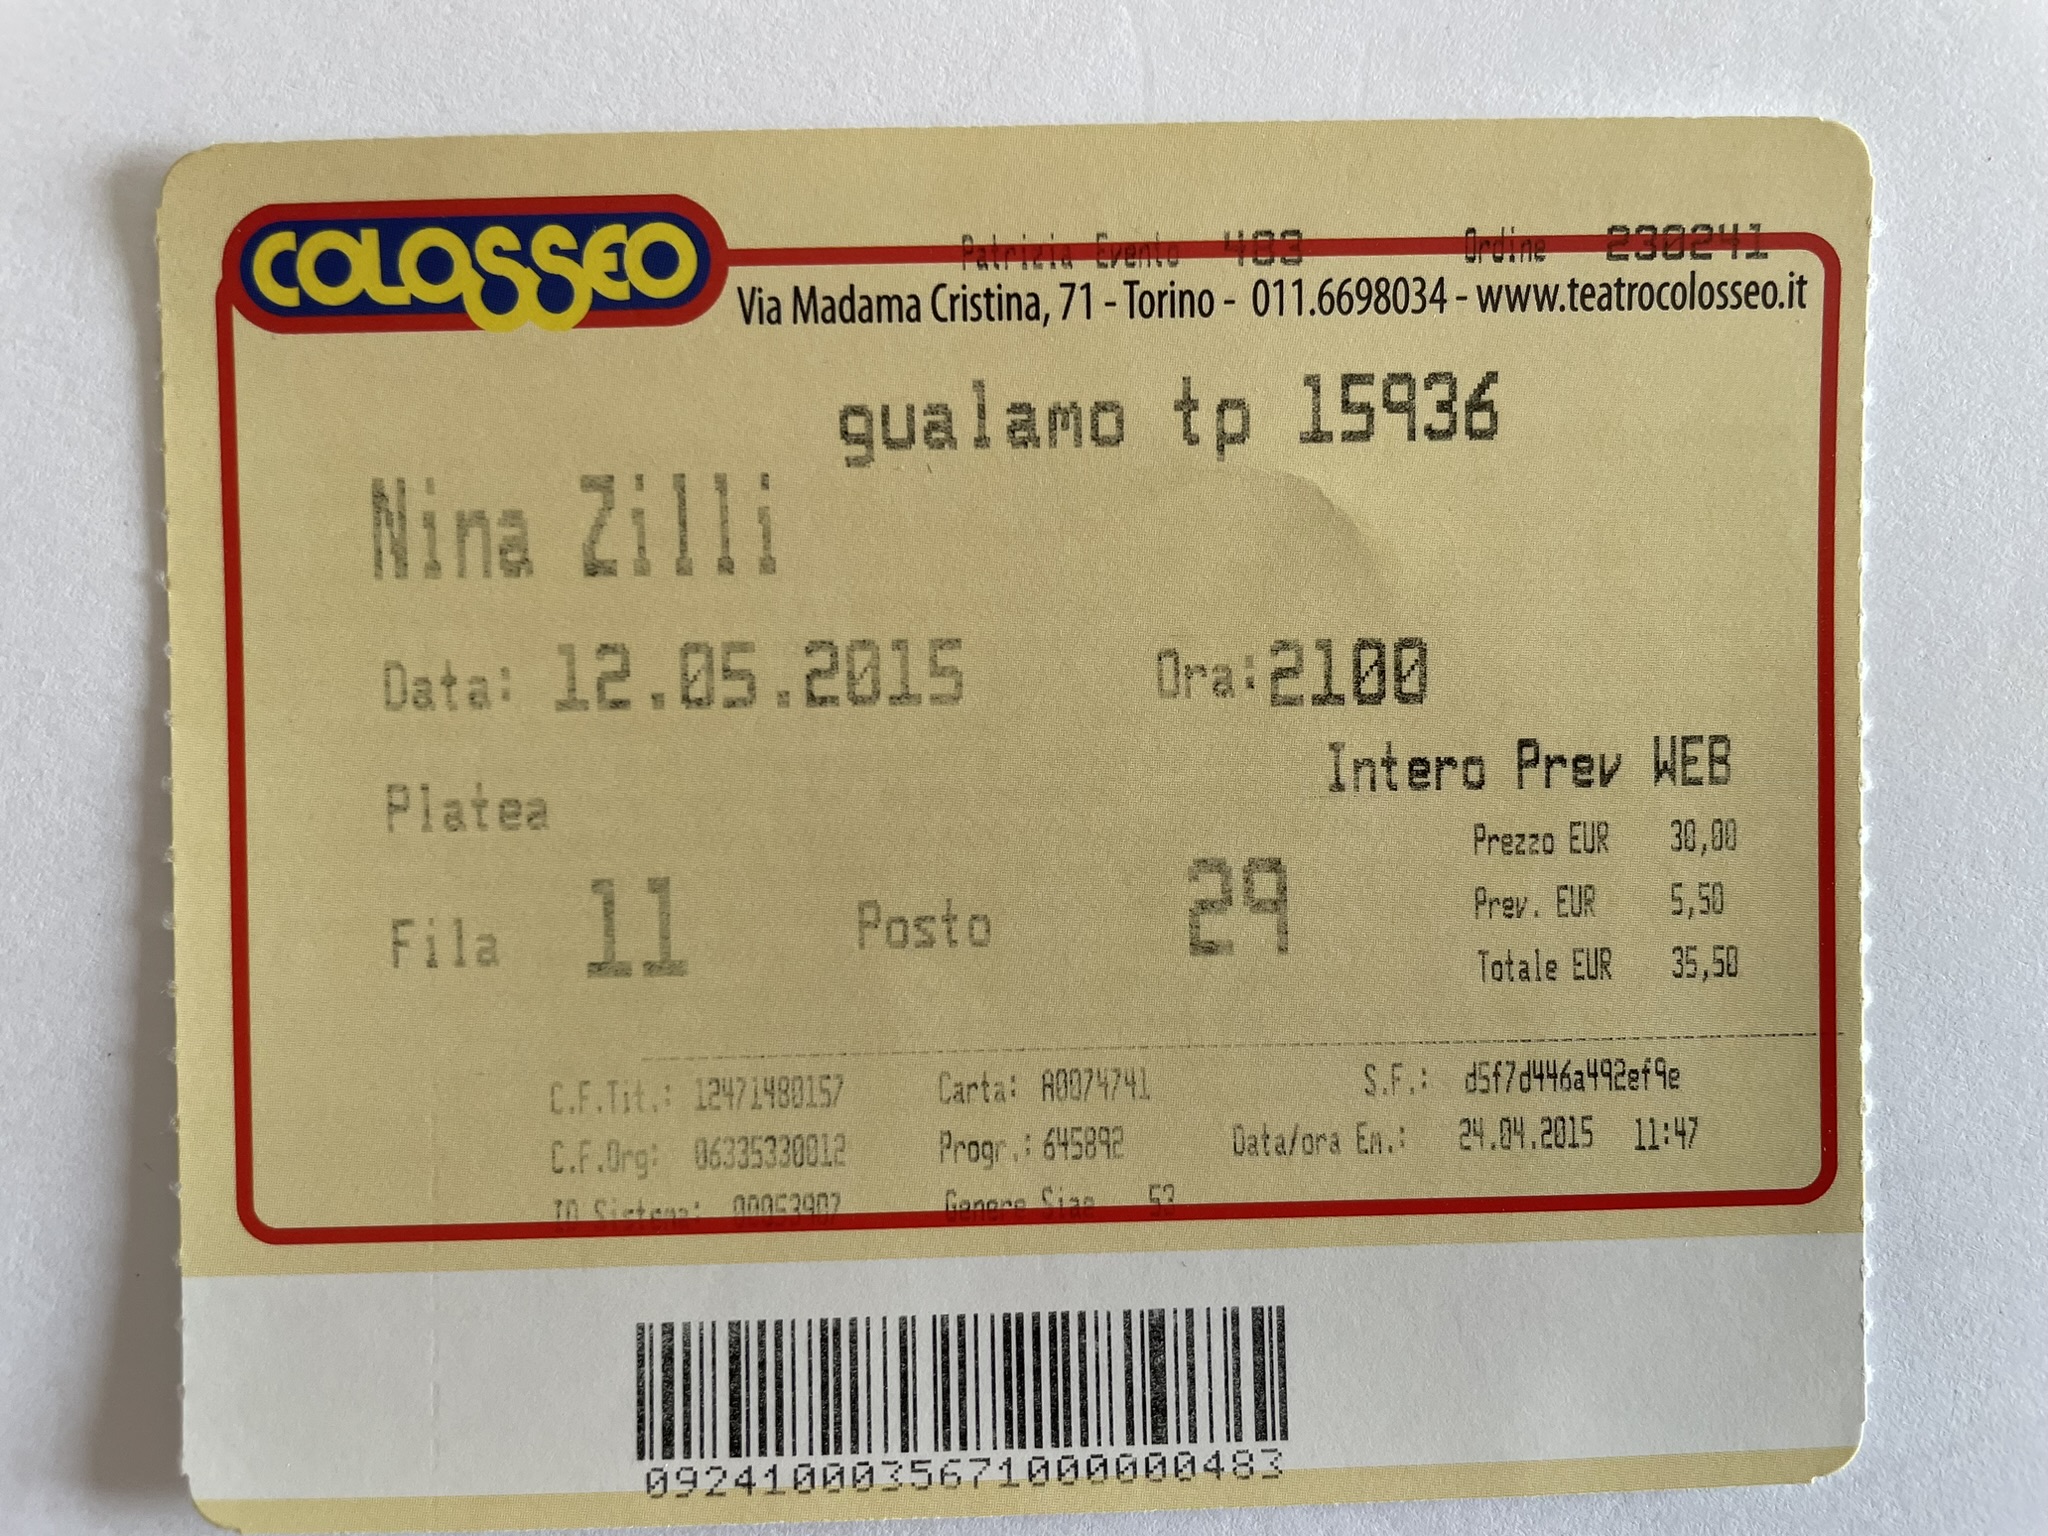 COLOSSEO
Patrizia Evento 483 Ordine 230241
Via Madama Cristina, 71 - Torino - 011.6698034 - www.teatrocolosseo.it
gualamo tp 15936
Nina Zilli
Data: 12.05.2015 Ora:2100
Intero Prev WEB
Platea
Prezzo EUR 30,00
Prev. EUR 5,50
Fila 11 Posto 29
Totale EUR 35,50
C.F.Tit.: 12471480157 Carta: A0074741 S.F.: d5f7d446a492ef9e
C.F.Org: 06335330012 Progr.: 645892 Data/ora Em.: 24.04.2015 11:47
ID Sistema: 00053907 Genere Siae 53
0924100035671000000483